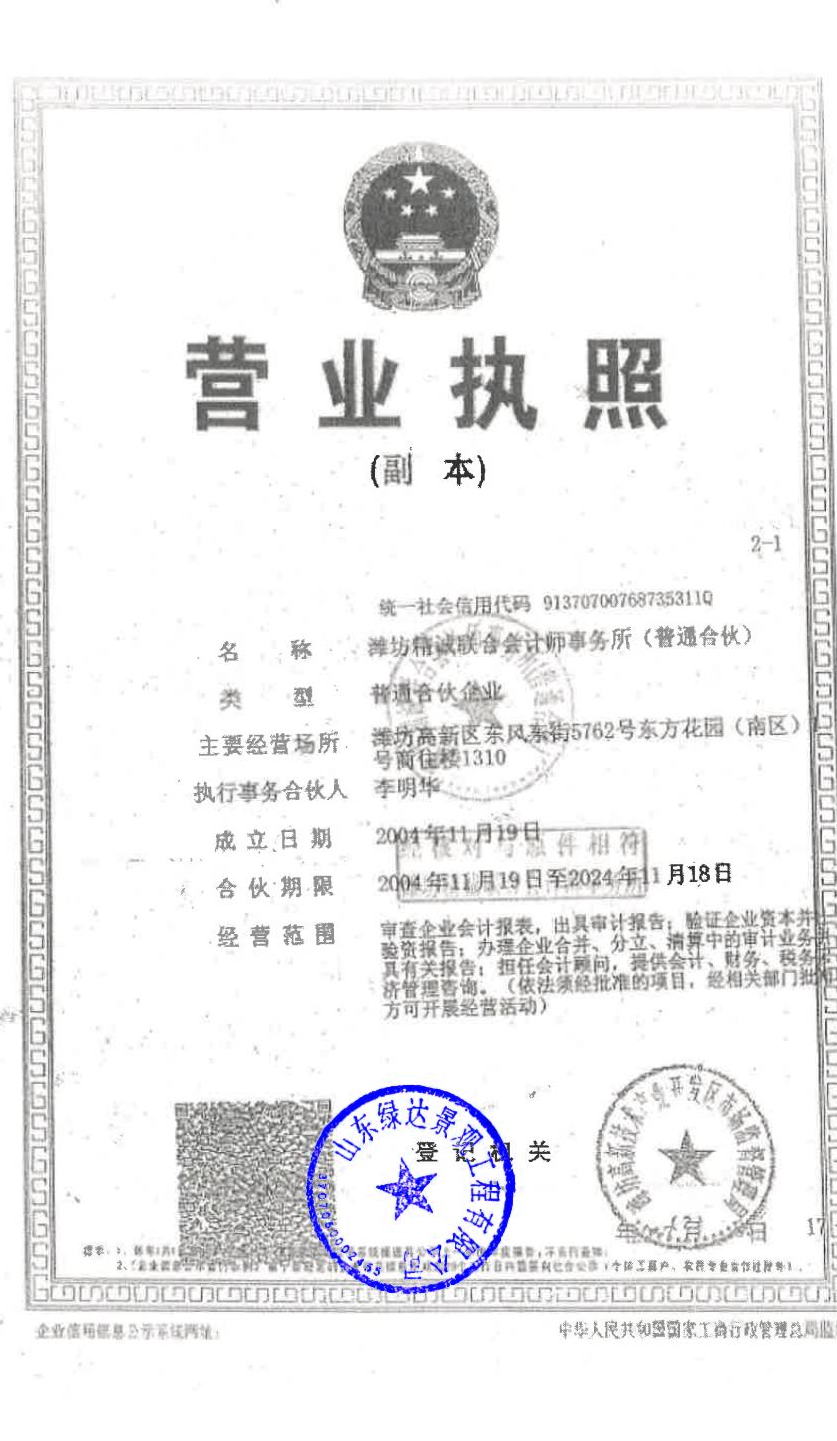 营业执照
(副 本)
2-1
统一社会信用代码 91370700768735311Q
名 称 潍坊精诚联合会计师事务所（普通合伙）
类 型 普通合伙企业
主要经营场所 潍坊高新区东风东街5762号东方花园（南区）
号商住楼1310
执行事务合伙人 李明华
成立日期 2004年11月19日
经核对与原件相符
合伙期限 2004年11月19日至2024年11月18日
经营范围 审查企业会计报表，出具审计报告；验证企业资本并
验资报告；办理企业合并、分立、清算中的审计业务
具有关报告；担任会计顾问，提供会计、财务、税务
济管理咨询。（依法须经批准的项目，经相关部门批
方可开展经营活动）
山东绿达景观工程有限公司
登记机关
年 月 日
17
企业信用信息公示系统网址：
中华人民共和国国家工商行政管理总局监